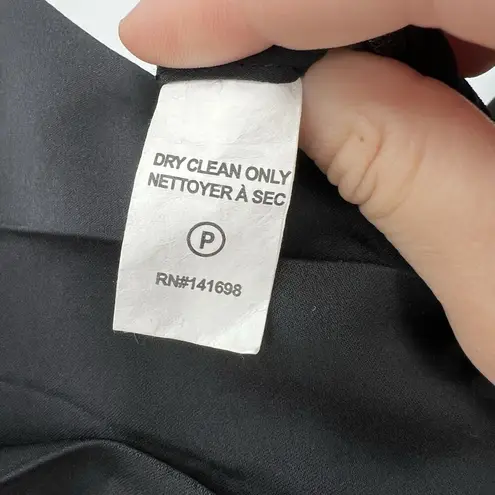 DRY CLEAN ONLY
NETTOYER À SEC
P
RN#141698